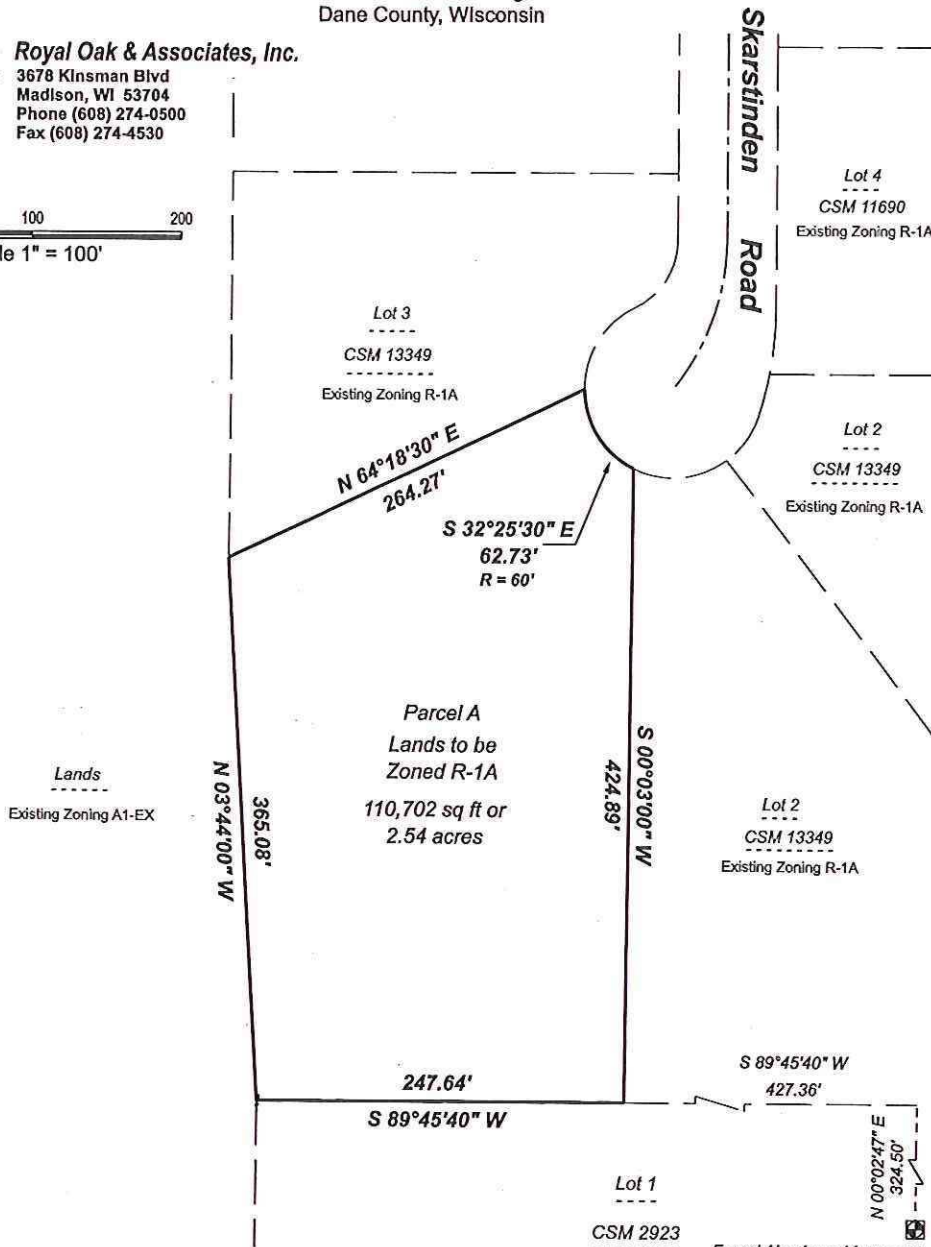 Dane County, Wisconsin
Royal Oak & Associates, Inc.
3678 Kinsman Blvd
Madison, WI 53704
Phone (608) 274-0500
Fax (608) 274-4530
100 200
1" = 100'
Skarstinden Road
Lot 4
CSM 11690
Existing Zoning R-1A
Lot 3
CSM 13349
Existing Zoning R-1A
Lot 2
CSM 13349
Existing Zoning R-1A
N 64°18'30" E
264.27'
S 32°25'30" E
62.73'
R = 60'
Parcel A
Lands to be
Zoned R-1A
110,702 sq ft or
2.54 acres
Lands
Existing Zoning A1-EX
N 03°44'00" W
365.08'
S 00°03'00" W
424.89'
Lot 2
CSM 13349
Existing Zoning R-1A
247.64'
S 89°45'40" W
S 89°45'40" W
427.36'
N 00°02'47" E
324.50'
Lot 1
CSM 2923